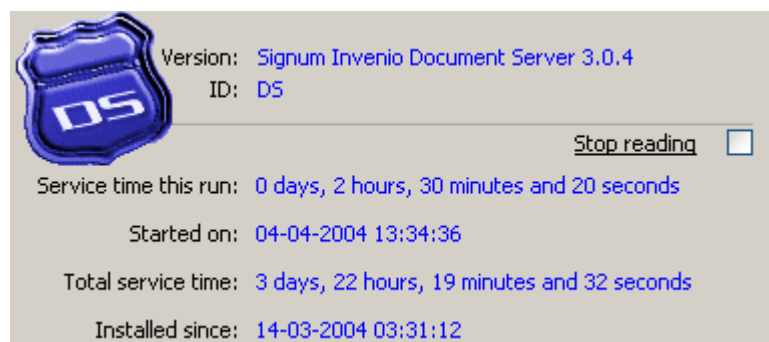 Version: Signum Invenio Document Server 3.0.4
ID: DS
DS
Stop reading
Service time this run: 0 days, 2 hours, 30 minutes and 20 seconds
Started on: 04-04-2004 13:34:36
Total service time: 3 days, 22 hours, 19 minutes and 32 seconds
Installed since: 14-03-2004 03:31:12